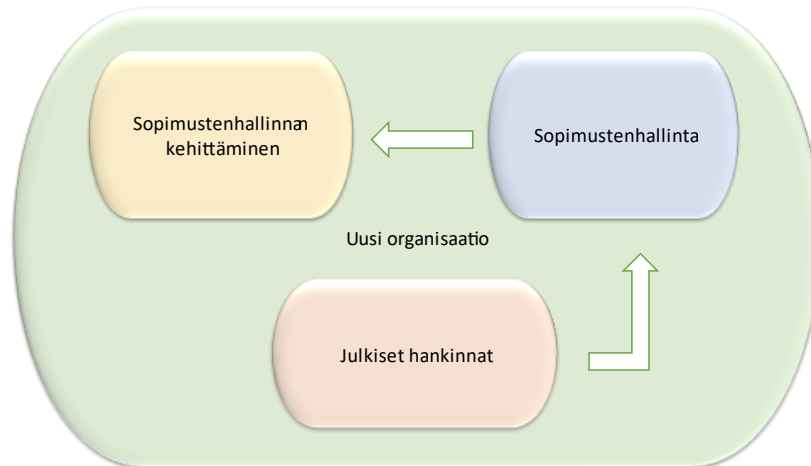 Sopimustenhallinnan
kehittäminen
Sopimustenhallinta
Uusi organisaatio
Julkiset hankinnat